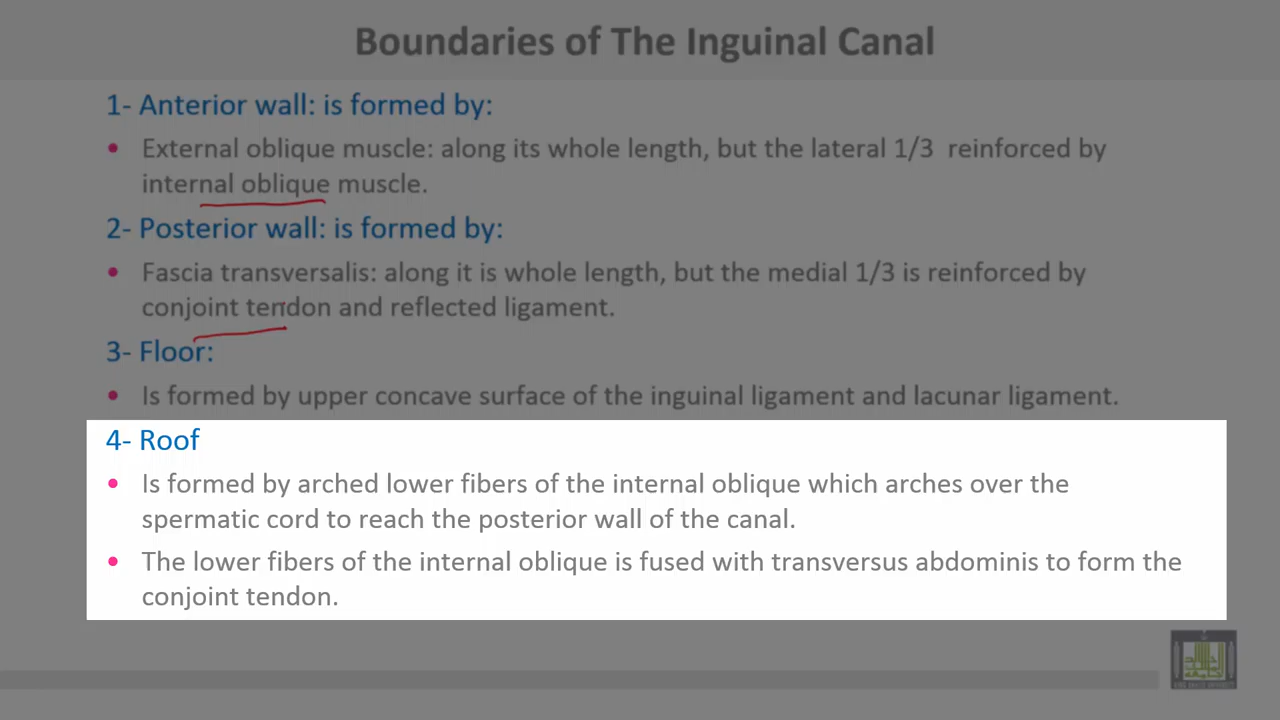 Boundaries of The Inguinal Canal
1- Anterior wall: is formed by:
• External oblique muscle: along its whole length, but the lateral 1/3 reinforced by
internal oblique muscle.
2- Posterior wall: is formed by:
• Fascia transversalis: along it is whole length, but the medial 1/3 is reinforced by
conjoint tendon and reflected ligament.
3- Floor:
• Is formed by upper concave surface of the inguinal ligament and lacunar ligament.
4- Roof
• Is formed by arched lower fibers of the internal oblique which arches over the
spermatic cord to reach the posterior wall of the canal.
• The lower fibers of the internal oblique is fused with transversus abdominis to form the
conjoint tendon.